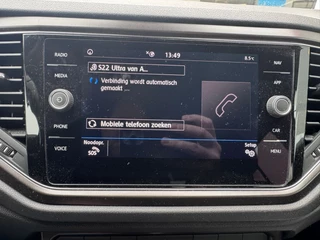 RADIO
13:49
8.5°C
NAV
S22 Ultra van A...
MEDIA
Verbinding wordt automatisch
gemaakt ...
APP
PHONE
Mobiele telefoon zoeken
CAR
VOICE
Noodopr.
SOS
Setup
MENU